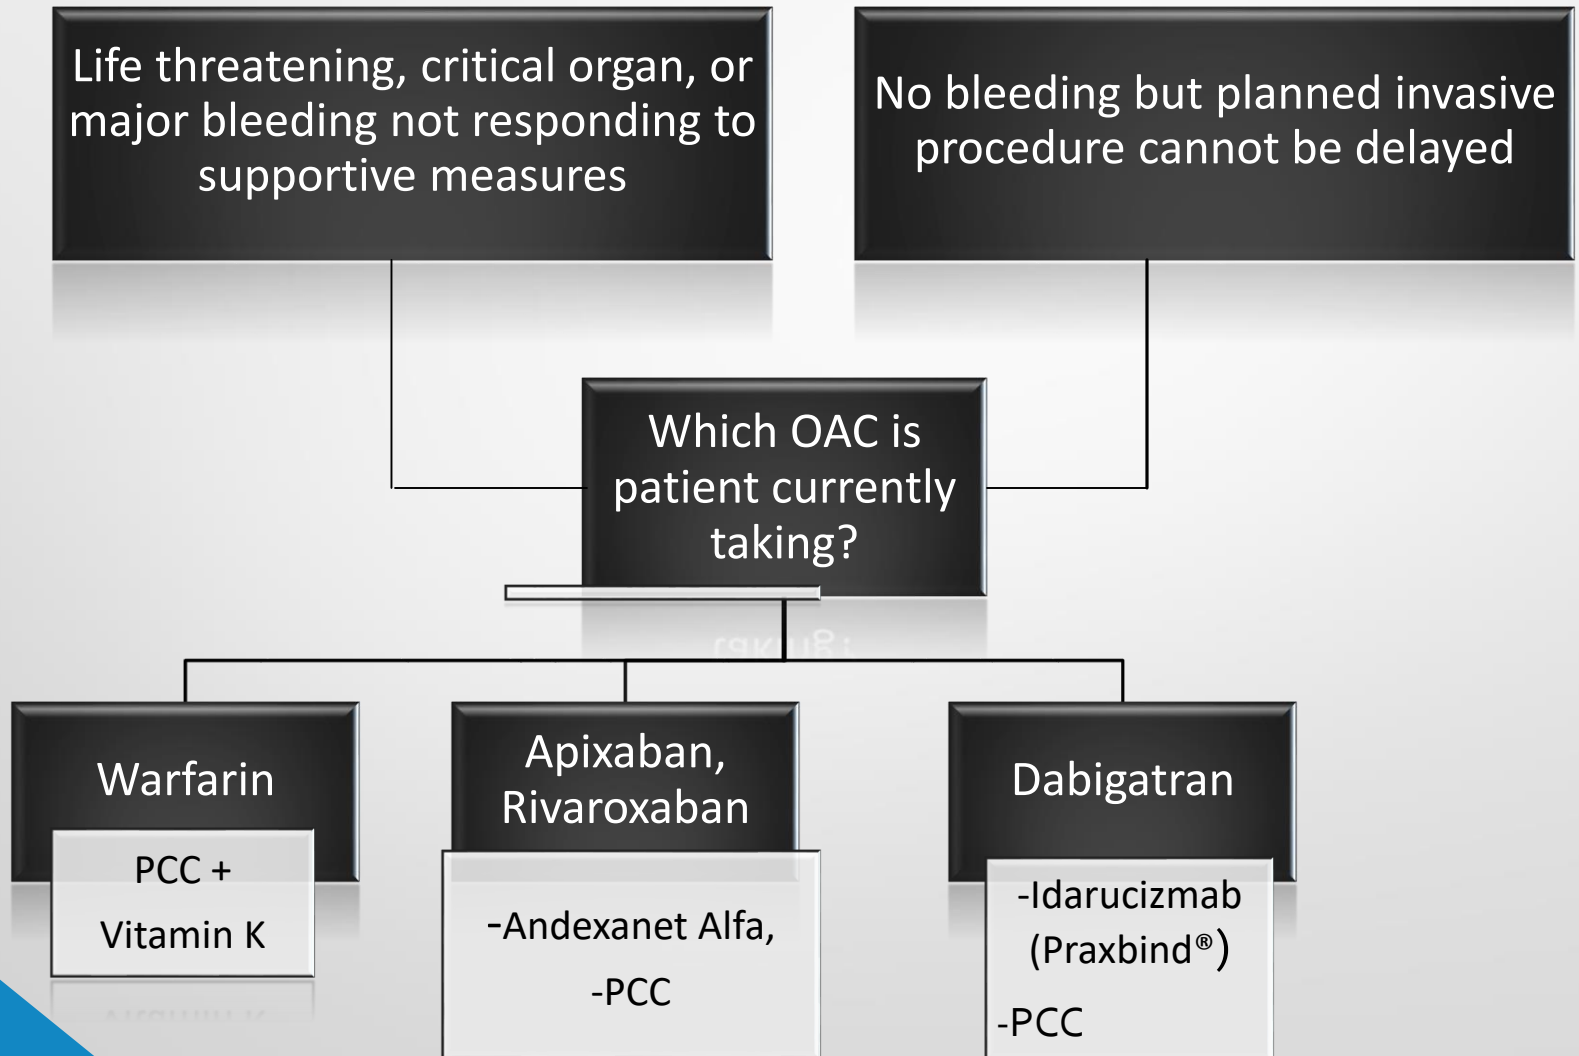 Life threatening, critical organ, or
major bleeding not responding to
supportive measures
No bleeding but planned invasive
procedure cannot be delayed
Which OAC is
patient currently
taking?
Warfarin
PCC +
Vitamin K
Apixaban,
Rivaroxaban
-Andexanet Alfa,
-PCC
Dabigatran
-Idarucizmab
(Praxbind®)
-PCC